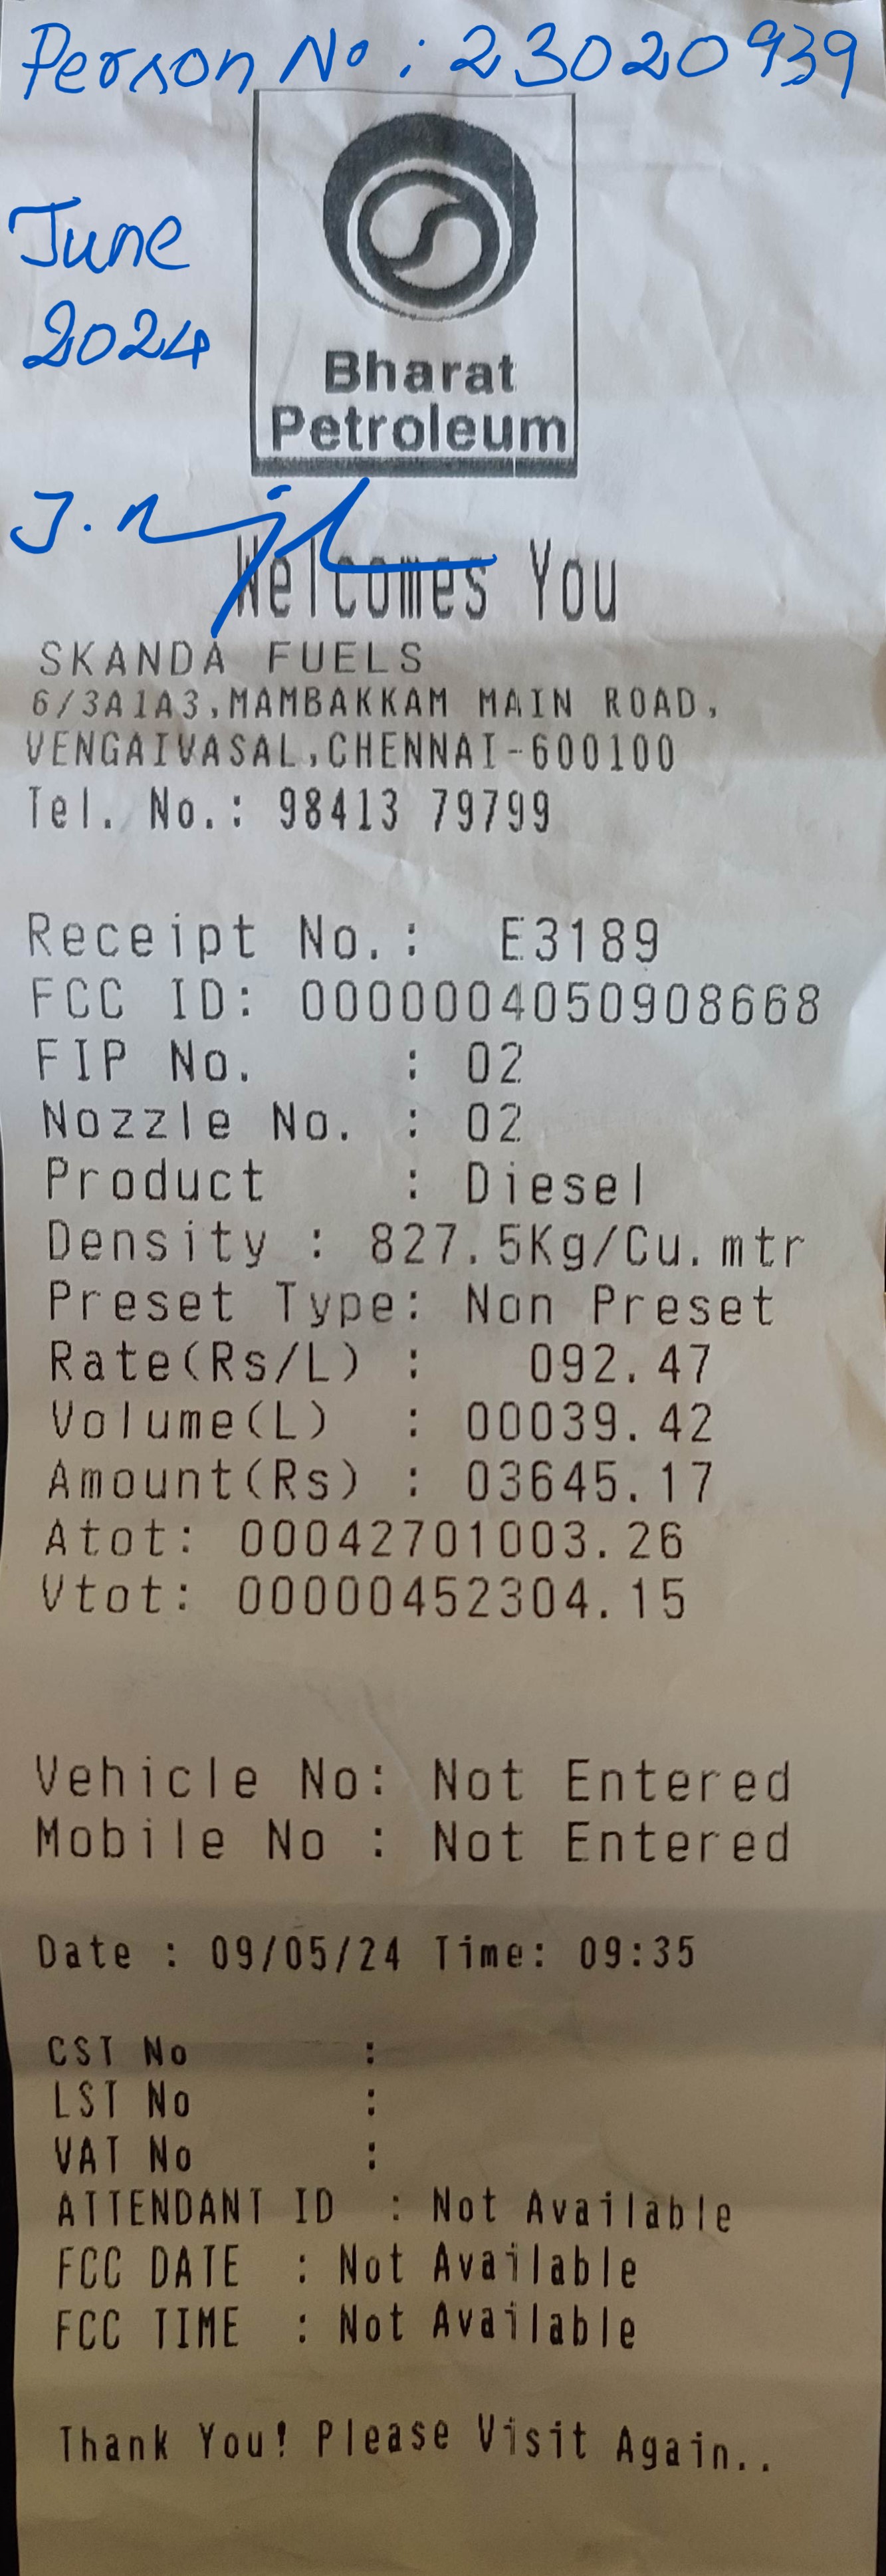 Person No : 23020939
June
2024
Bharat
Petroleum
J.
Welcomes You
SKANDA FUELS
6/3A1A3,MAMBAKKAM MAIN ROAD,
VENGAIVASAL,CHENNAI-600100
Tel. No.: 98413 79799
Receipt No.: E3189
FCC ID: 0000004050908668
FIP No. : 02
Nozzle No. : 02
Product : Diesel
Density : 827.5Kg/Cu.mtr
Preset Type: Non Preset
Rate(Rs/L) : 092.47
Volume(L) : 00039.42
Amount(Rs) : 03645.17
Atot: 00042701003.26
Vtot: 00000452304.15
Vehicle No: Not Entered
Mobile No : Not Entered
Date : 09/05/24 Time: 09:35
CST No :
LST No :
VAT No :
ATTENDANT ID : Not Available
FCC DATE : Not Available
FCC TIME : Not Available
Thank You! Please Visit Again..